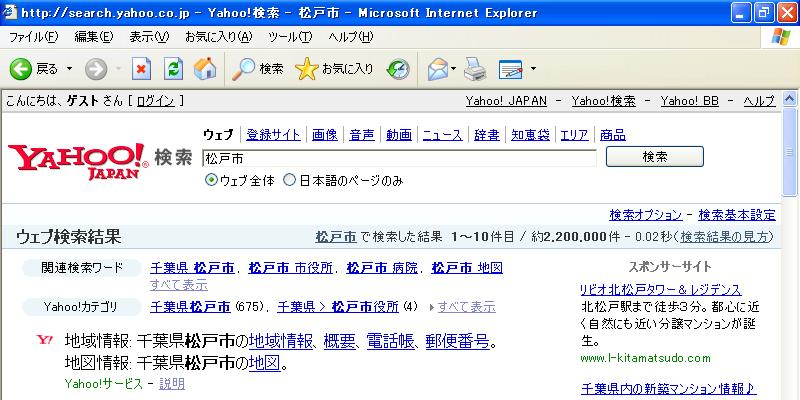 http://search.yahoo.co.jp - Yahoo!検索 - 松戸市 - Microsoft Internet Explorer
ファイル(F) 編集(E) 表示(V) お気に入り(A) ツール(T) ヘルプ(H)
戻る 検索 お気に入り
こんにちは、ゲストさん [ログイン] Yahoo! JAPAN - Yahoo!検索 - Yahoo! BB - ヘルプ
ウェブ | 登録サイト | 画像 | 音声 | 動画 | ニュース | 辞書 | 知恵袋 | エリア | 商品
YAHOO! JAPAN 検索 松戸市 検索
ウェブ全体 日本語のページのみ
検索オプション - 検索基本設定
ウェブ検索結果 松戸市で検索した結果 1~10件目 / 約2,200,000件 - 0.02秒(検索結果の見方)
関連検索ワード 千葉県 松戸市, 松戸市 市役所, 松戸市 病院, 松戸市 地図
すべて表示
Yahoo!カテゴリ 千葉県松戸市 (675), 千葉県 > 松戸市役所 (4) すべて表示
Y! 地域情報: 千葉県松戸市の地域情報、概要、電話帳、郵便番号。
地図情報: 千葉県松戸市の地図。
Yahoo!サービス - 説明
スポンサーサイト
リビオ北松戸タワー&レジデンス
北松戸駅まで徒歩3分。都心に近
く自然にも近い分譲マンションが誕
生。
www.l-kitamatsudo.com
千葉県内の新築マンション情報♪